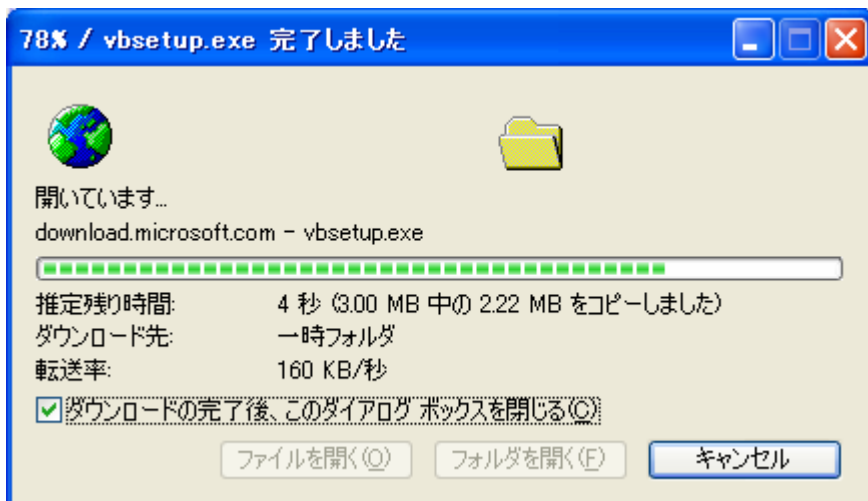 78% / vbsetup.exe 完了しました
開いています...
download.microsoft.com - vbsetup.exe
推定残り時間: 4 秒 (3.00 MB 中の 2.22 MB をコピーしました)
ダウンロード先: 一時フォルダ
転送率: 160 KB/秒
ダウンロードの完了後、このダイアログ ボックスを閉じる(C)
ファイルを開く(O) フォルダを開く(F) キャンセル